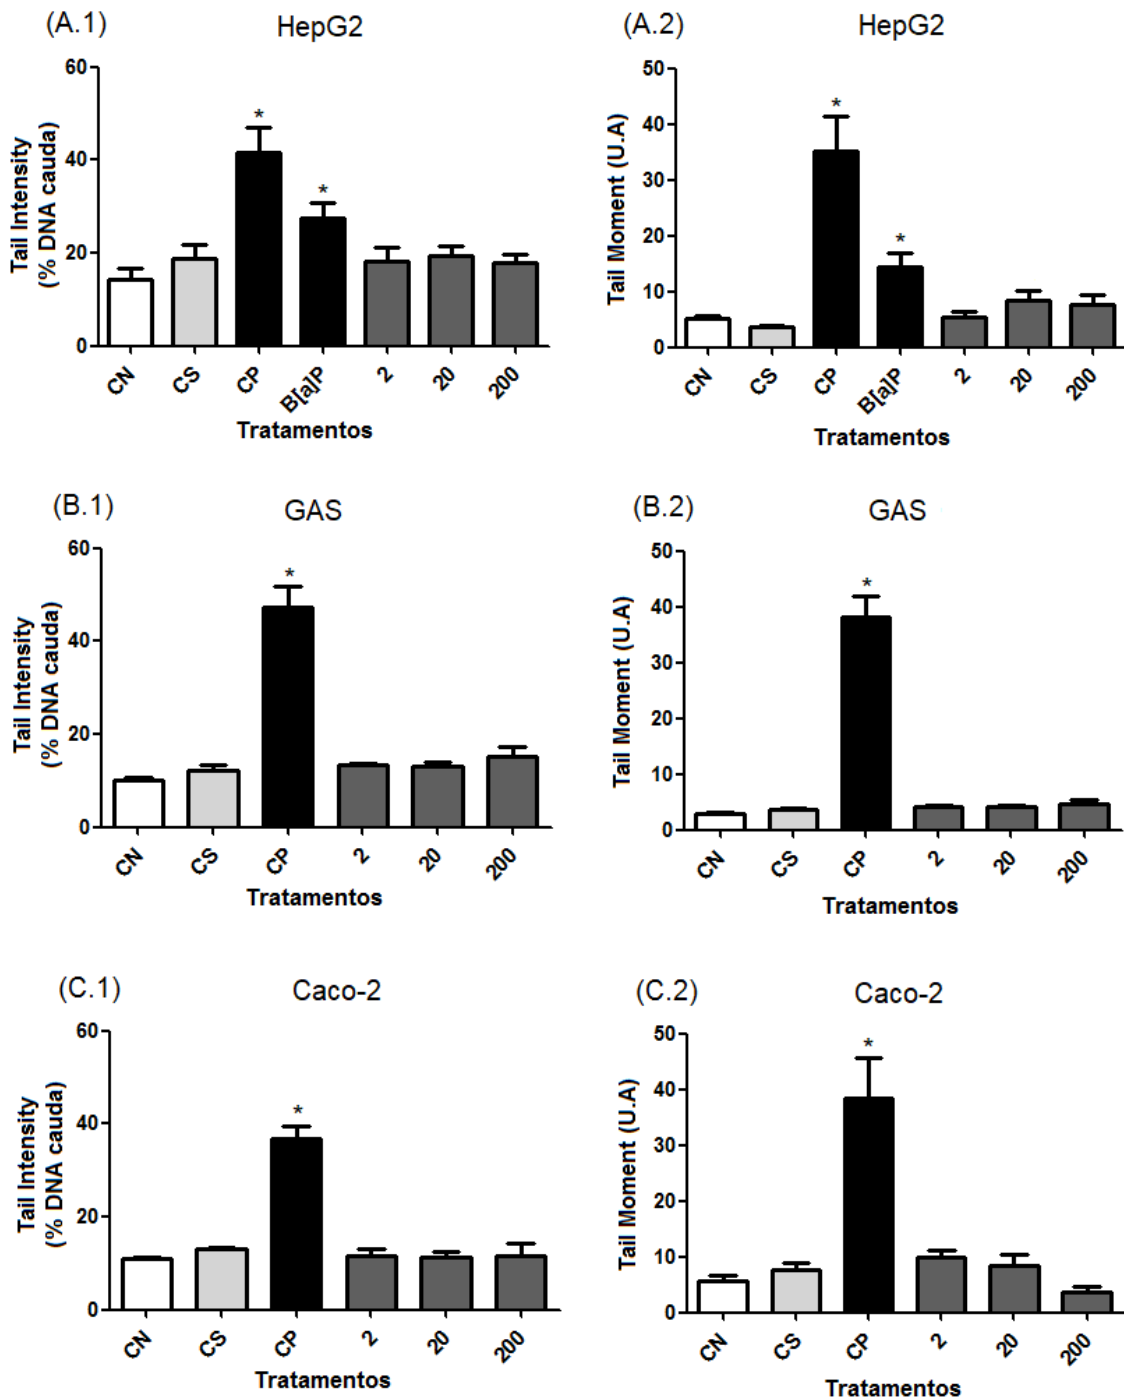 (A.1)
HepG2
Tail Intensity
(% DNA cauda)
60
40
20
0
*
*
CN CS CP B[a]P 2 20 200
Tratamentos
(A.2)
HepG2
Tail Moment (U.A)
50
40
30
20
10
0
*
*
CN CS CP B[a]P 2 20 200
Tratamentos
(B.1)
GAS
Tail Intensity
(% DNA cauda)
60
40
20
0
*
CN CS CP 2 20 200
Tratamentos
(B.2)
GAS
Tail Moment (U.A)
50
40
30
20
10
0
*
CN CS CP 2 20 200
Tratamentos
(C.1)
Caco-2
Tail Intensity
(% DNA cauda)
60
40
20
0
*
CN CS CP 2 20 200
Tratamentos
(C.2)
Caco-2
Tail Moment (U.A)
50
40
30
20
10
0
*
CN CS CP 2 20 200
Tratamentos